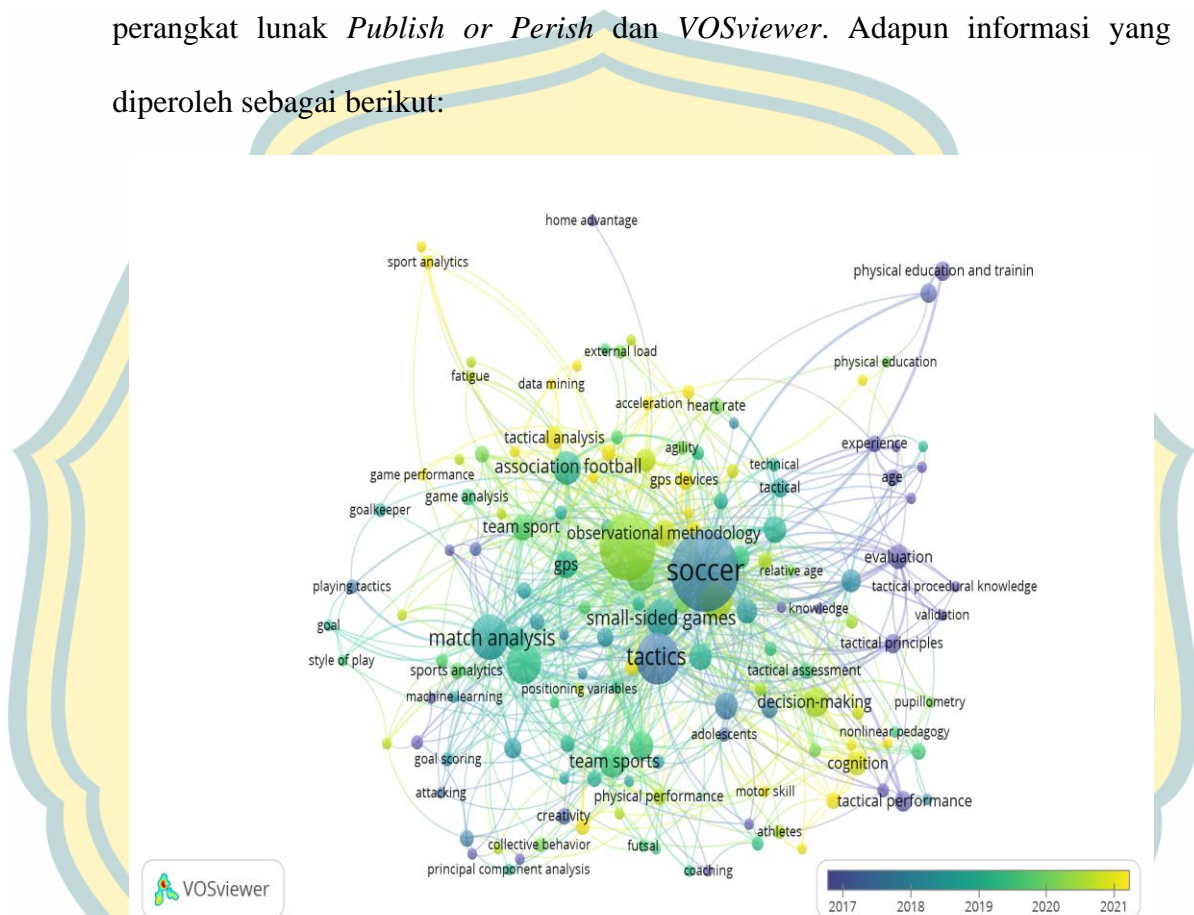 perangkat lunak Publish or Perish dan VOSviewer. Adapun informasi yang
diperoleh sebagai berikut:
home advantage
sport analytics
physical education and trainin
external load
physical education
fatigue
data mining
acceleration
heart rate
tactical analysis
agility
experience
association football
technical
game performance
gps devices
tactical
age
game analysis
goalkeeper
team sport
observational methodology
evaluation
gps
soccer
relative age
playing tactics
tactical procedural knowledge
knowledge
validation
goal
small-sided games
match analysis
tactical principles
style of play
tactics
sports analytics
tactical assessment
positioning variables
machine learning
decision-making
pupillometry
adolescents
nonlinear pedagogy
goal scoring
team sports
cognition
attacking
physical performance
motor skill
tactical performance
creativity
athletes
collective behavior
futsal
principal component analysis
coaching
VOSviewer
2017 2018 2019 2020 2021